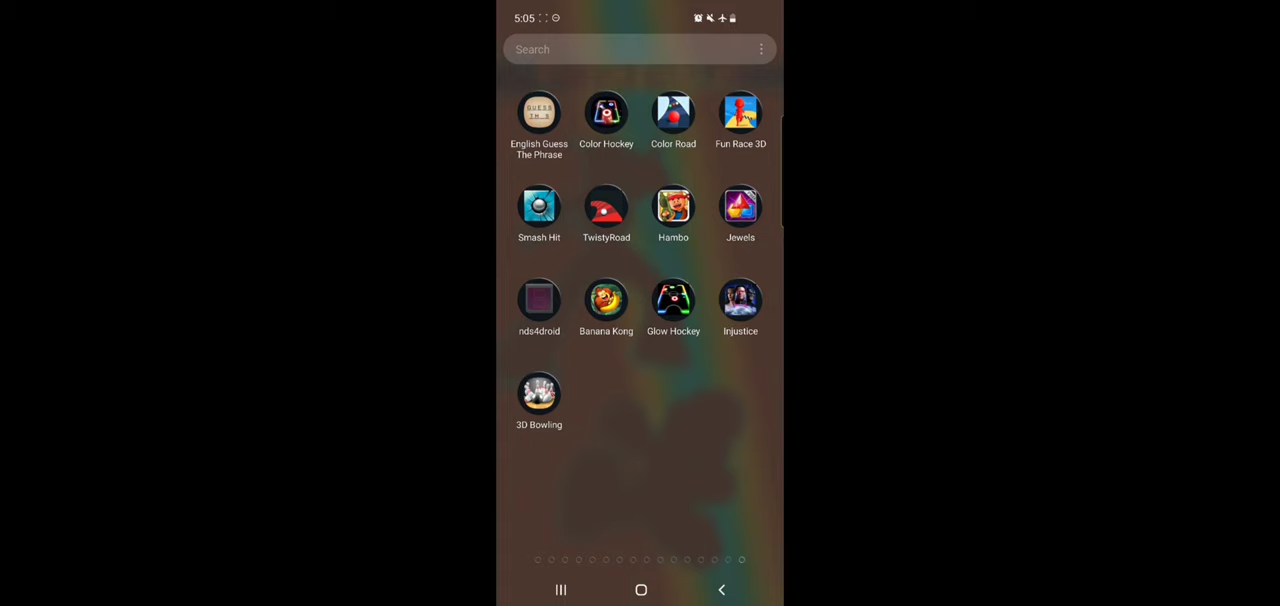 5:05
Search
English Guess The Phrase
Color Hockey
Color Road
Fun Race 3D
Smash Hit
TwistyRoad
Hambo
Jewels
nds4droid
Banana Kong
Glow Hockey
Injustice
3D Bowling